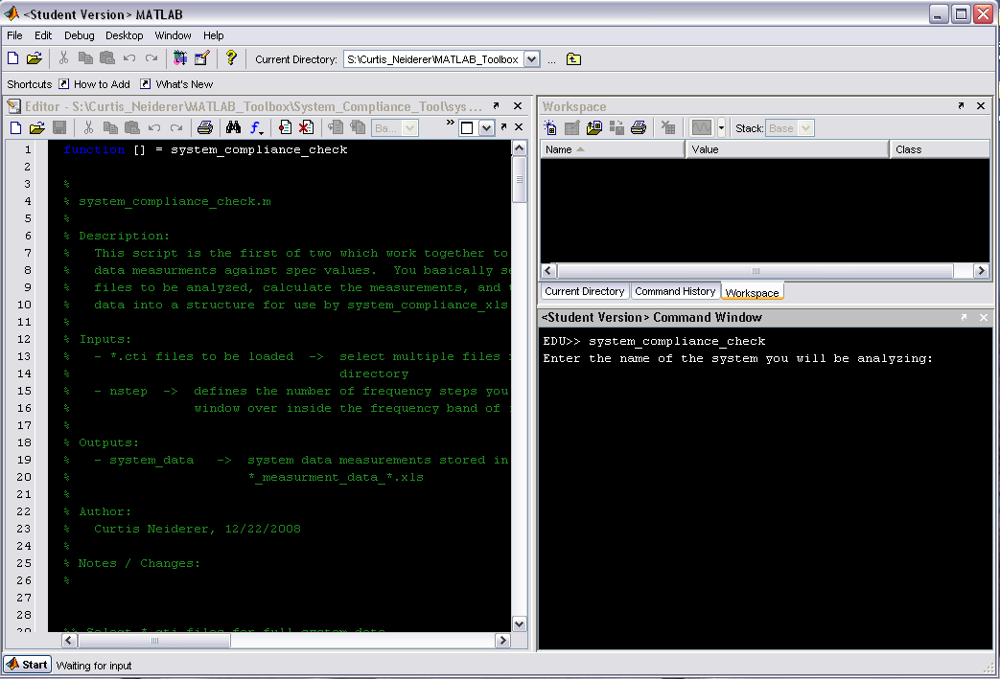 <Student Version> MATLAB
File Edit Debug Desktop Window Help
Current Directory: S:\Curtis_Neiderer\MATLAB_Toolbox ...
Shortcuts How to Add What's New
Editor - S:\Curtis_Neiderer\MATLAB_Toolbox\System_Compliance_Tool\sys ...
Ba... »
1 function [] = system_compliance_check
2
3 %
4 % system_compliance_check.m
5 %
6 % Description:
7 % This script is the first of two which work together to
8 % data measurments against spec values. You basically se
9 % files to be analyzed, calculate the measurements, and t
10 % data into a structure for use by system_compliance_xls
11 %
12 % Inputs:
13 % - *.cti files to be loaded -> select multiple files
14 % directory
15 % - nstep -> defines the number of frequency steps you
16 % window over inside the frequency band of
17 %
18 % Outputs:
19 % - system_data -> system data measurements stored in
20 % *_measurment_data_*.xls
21 %
22 % Author:
23 % Curtis Neiderer, 12/22/2008
24 %
25 % Notes / Changes:
26 %
27
28
29 %% Select *.cti files for full system data
Workspace
Stack: Base
Name Value Class
Current Directory Command History Workspace
<Student Version> Command Window
EDU>> system_compliance_check
Enter the name of the system you will be analyzing:
Start Waiting for input